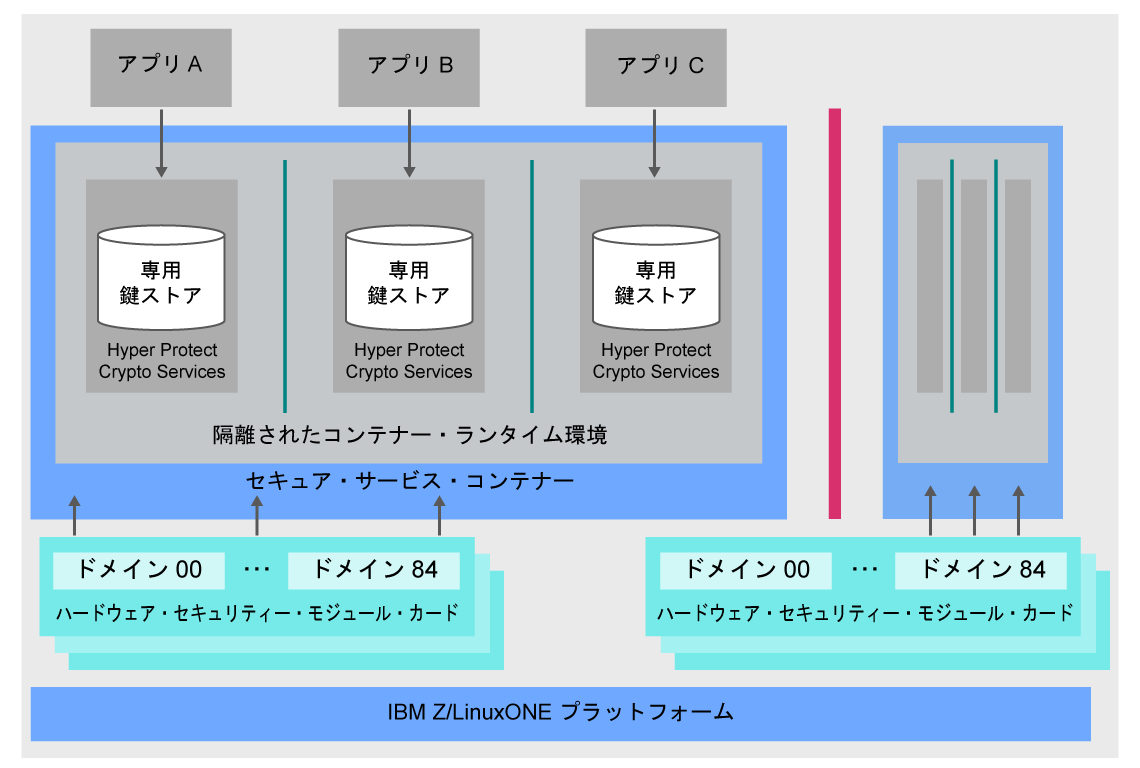 アプリ A
アプリ B
アプリ C
専用
鍵ストア
Hyper Protect
Crypto Services
専用
鍵ストア
Hyper Protect
Crypto Services
専用
鍵ストア
Hyper Protect
Crypto Services
隔離されたコンテナー・ランタイム環境
セキュア・サービス・コンテナー
ドメイン 00 … ドメイン 84
ハードウェア・セキュリティー・モジュール・カード
ドメイン 00 … ドメイン 84
ハードウェア・セキュリティー・モジュール・カード
IBM Z/LinuxONE プラットフォーム